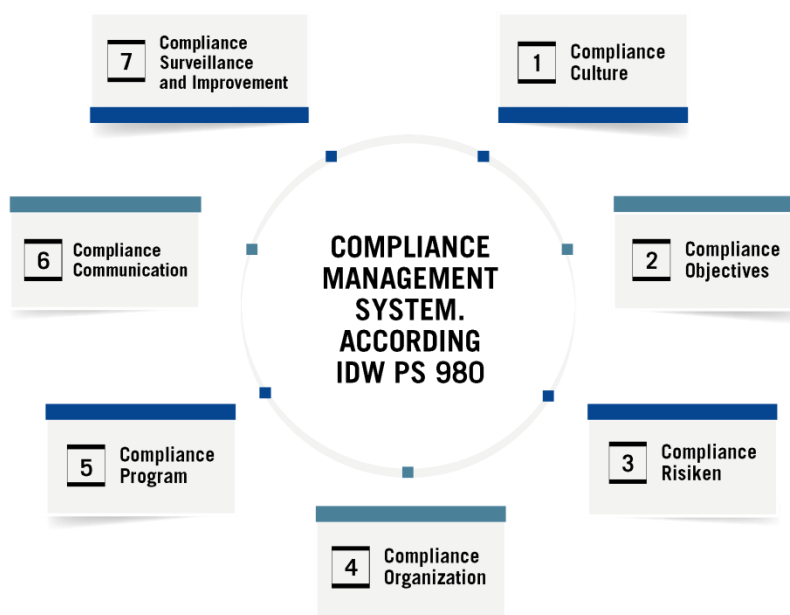 COMPLIANCE
MANAGEMENT
SYSTEM.
ACCORDING
IDW PS 980
1
Compliance
Culture
2
Compliance
Objectives
3
Compliance
Risiken
4
Compliance
Organization
5
Compliance
Program
6
Compliance
Communication
7
Compliance
Surveillance
and Improvement